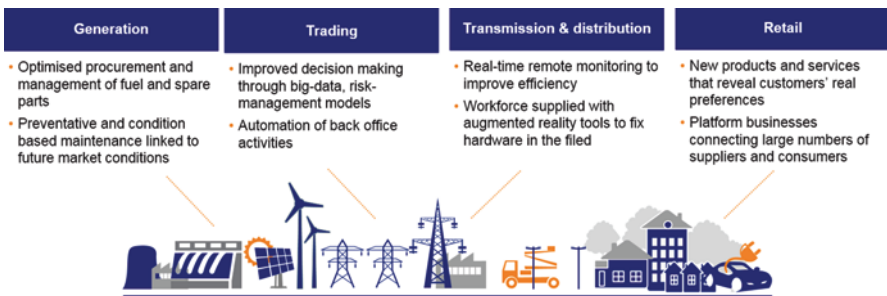 Generation
• Optimised procurement and
management of fuel and spare
parts
• Preventative and condition
based maintenance linked to
future market conditions
Trading
• Improved decision making
through big-data, risk-
management models
• Automation of back office
activities
Transmission & distribution
• Real-time remote monitoring to
improve efficiency
• Workforce supplied with
augmented reality tools to fix
hardware in the filed
Retail
• New products and services
that reveal customers' real
preferences
• Platform businesses
connecting large numbers of
suppliers and consumers